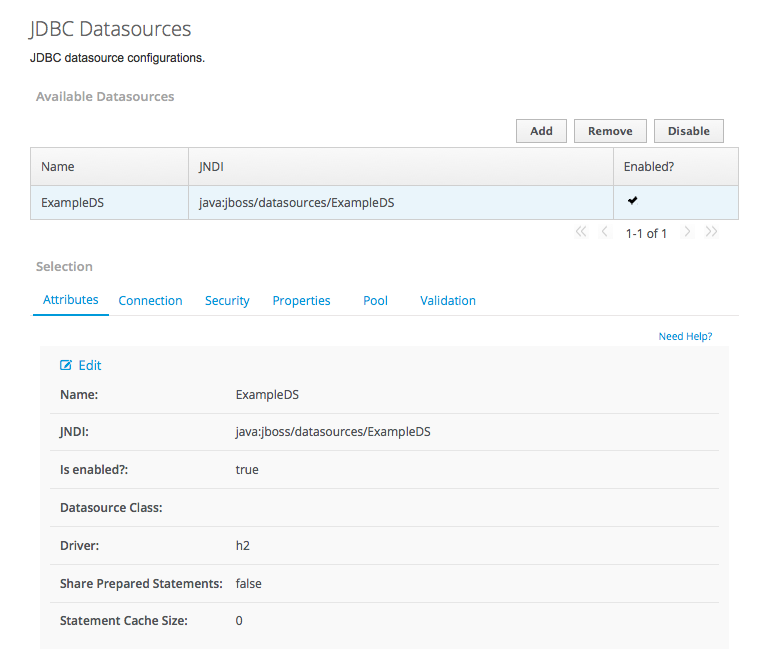 JDBC Datasources
JDBC datasource configurations.
Available Datasources
Add Remove Disable
Name JNDI Enabled?
ExampleDS java:jboss/datasources/ExampleDS
1-1 of 1
Selection
Attributes Connection Security Properties Pool Validation
Need Help?
Edit
Name: ExampleDS
JNDI: java:jboss/datasources/ExampleDS
Is enabled?: true
Datasource Class:
Driver: h2
Share Prepared Statements: false
Statement Cache Size: 0